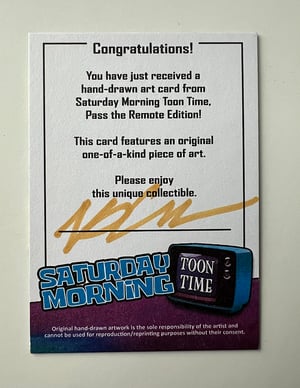 Congratulations!
You have just received a
hand-drawn art card from
Saturday Morning Toon Time,
Pass the Remote Edition!
This card features an original
one-of-a-kind piece of art.
Please enjoy
this unique collectible.
SATURDAY
MORNING
TOON
TIME
Original hand-drawn artwork is the sole responsibility of the artist and
cannot be used for reproduction/reprinting purposes without their consent.